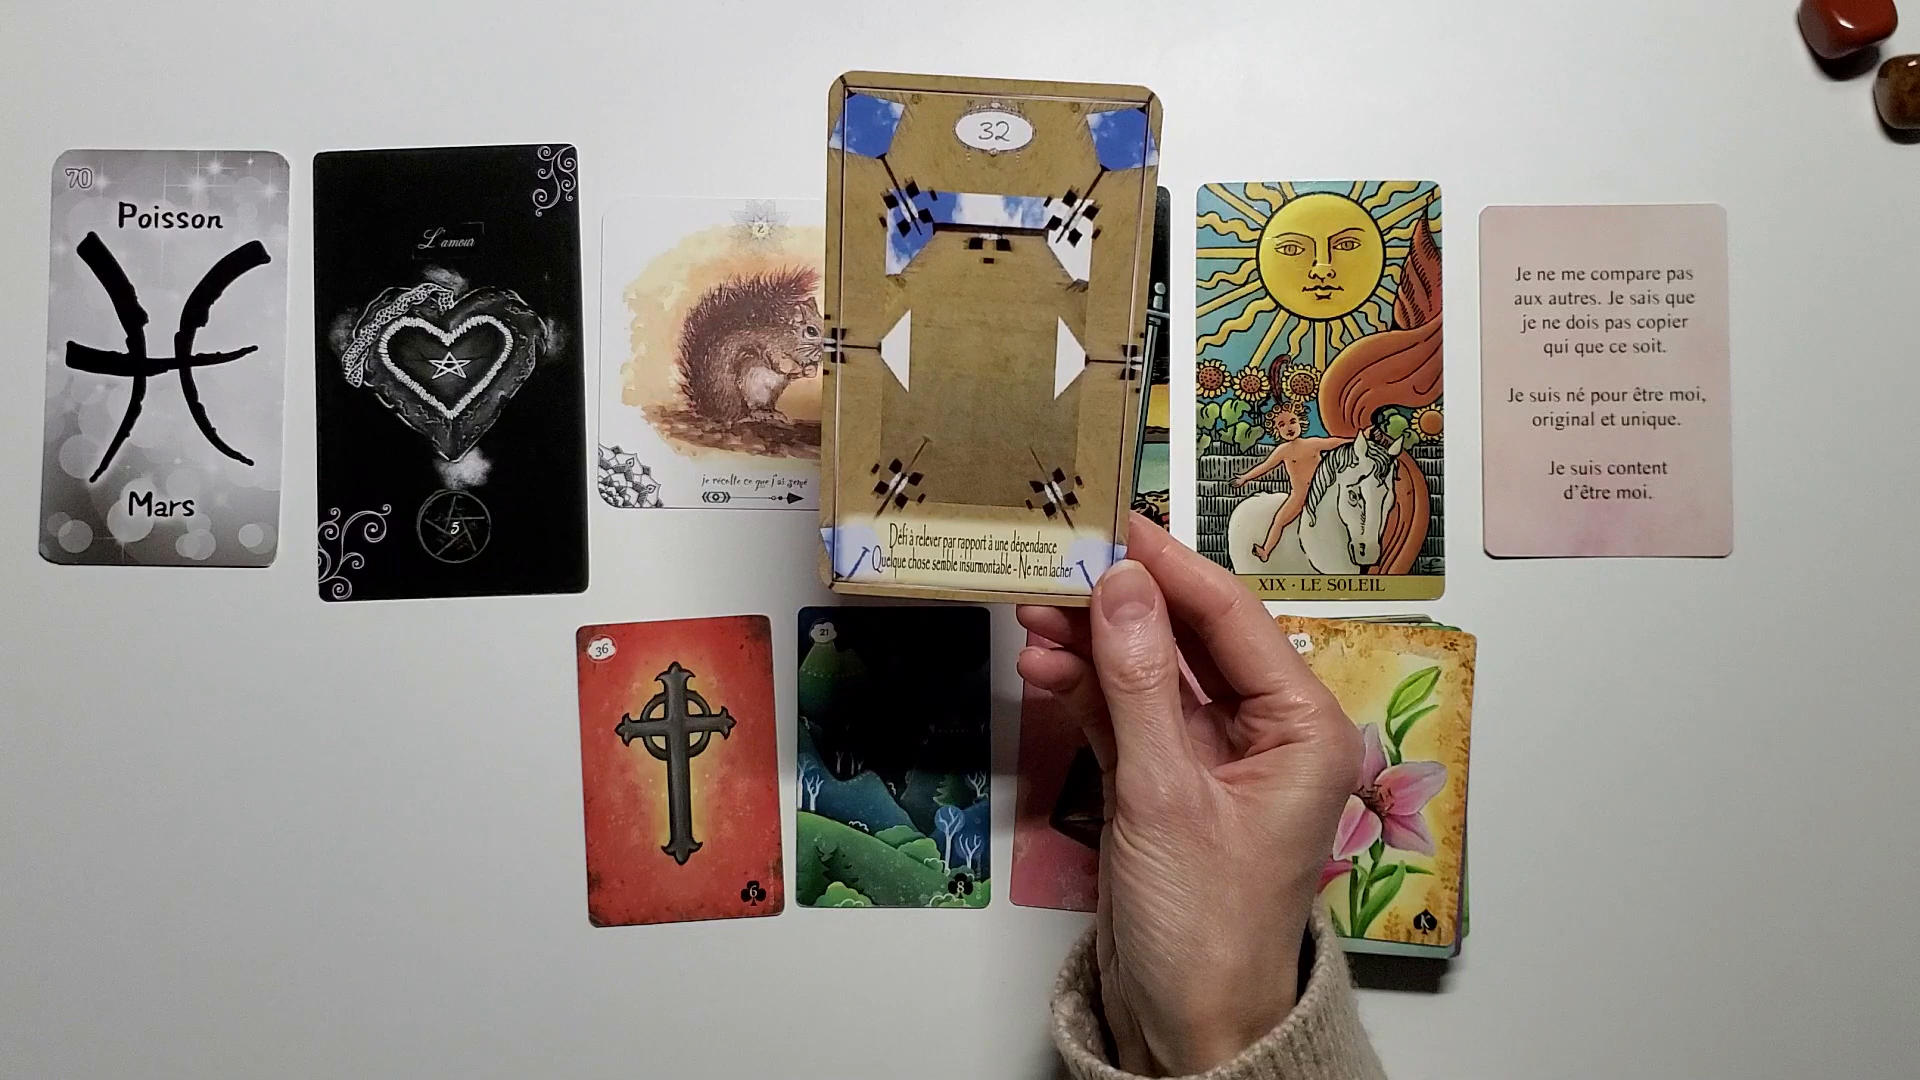 70
Poisson
Mars
L'amour
5
2
je récolte ce que j'ai semé
32
Défi à relever par rapport à une dépendance
Quelque chose semble insurmontable - Ne rien lacher
XIX · LE SOLEIL
Je ne me compare pas
aux autres. Je sais que
je ne dois pas copier
qui que ce soit.
Je suis né pour être moi,
original et unique.
Je suis content
d'être moi.
36
6
21
8
30
K